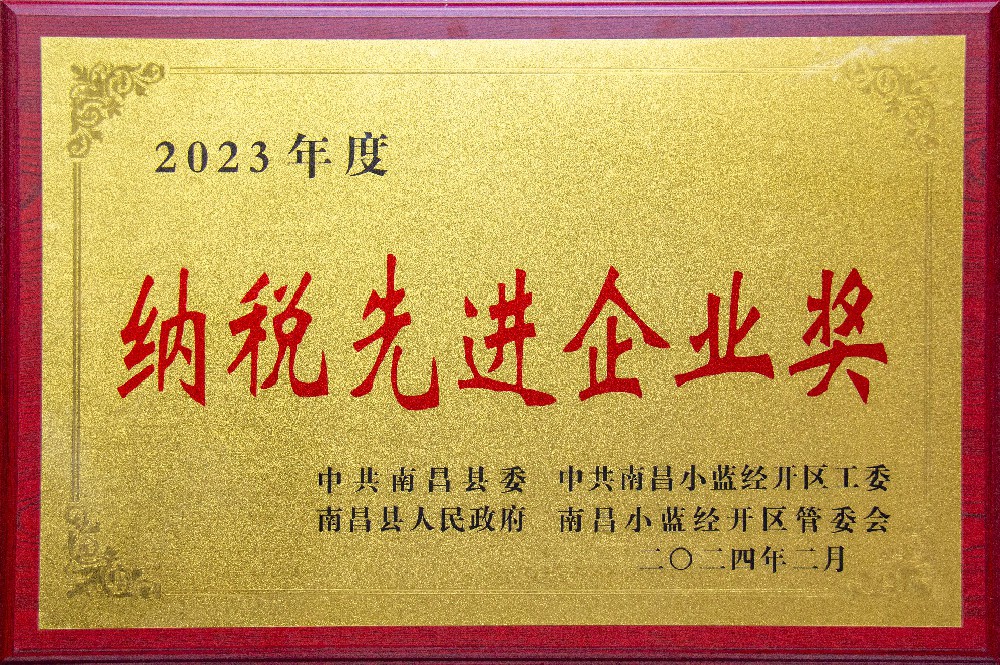 2023年度
纳税先进企业奖
中共南昌县委 中共南昌小蓝经开区工委
南昌县人民政府 南昌小蓝经开区管委会
二〇二四年二月